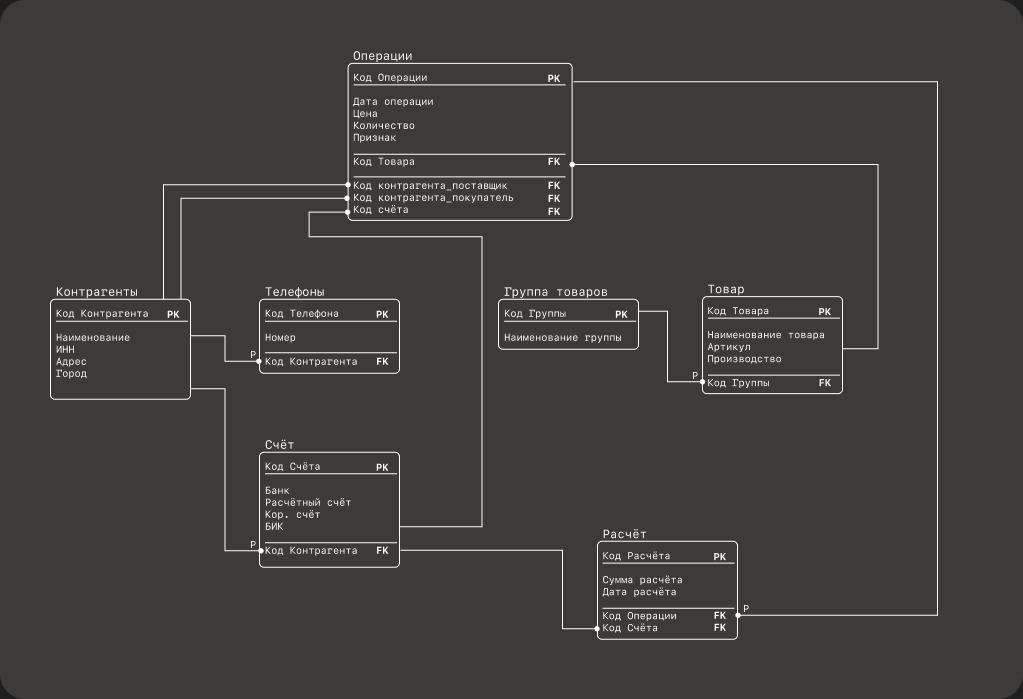 Операции
Код Операции PK
Дата операции
Цена
Количество
Признак
Код Товара FK
Код контрагента_поставщик FK
Код контрагента_покупатель FK
Код счёта FK
Контрагенты
Код Контрагента PK
Наименование
ИНН
Адрес
Город
Телефоны
Код Телефона PK
Номер
P
Код Контрагента FK
Группа товаров
Код Группы PK
Наименование группы
Товар
Код Товара PK
Наименование товара
Артикул
Производство
P
Код Группы FK
Счёт
Код Счёта PK
Банк
Расчётный счёт
Кор. счёт
БИК
P
Код Контрагента FK
Расчёт
Код Расчёта PK
Сумма расчёта
Дата расчёта
P
Код Операции FK
Код Счёта FK